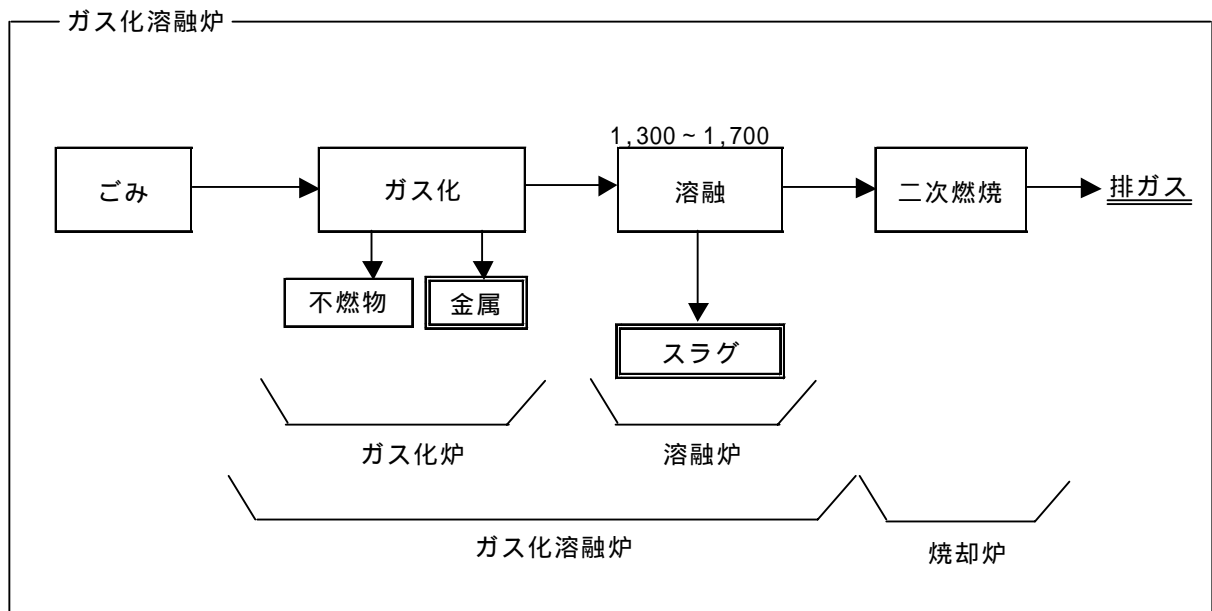 ガス化溶融炉
1,300~1,700
ごみ
ガス化
溶融
二次燃焼
排ガス
不燃物
金属
スラグ
ガス化炉
溶融炉
ガス化溶融炉
焼却炉